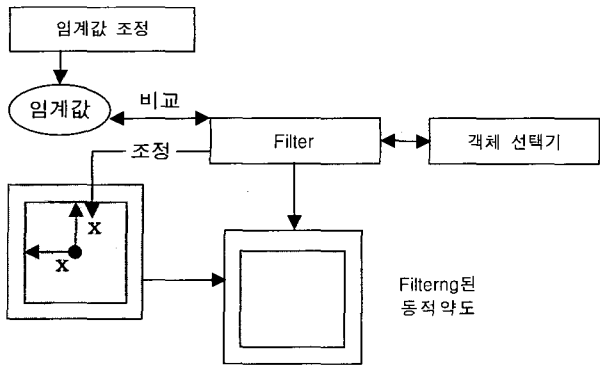 임계값 조정
임계값
비교
Filter
객체 선택기
조정
x
x
Filterng된
동적약도